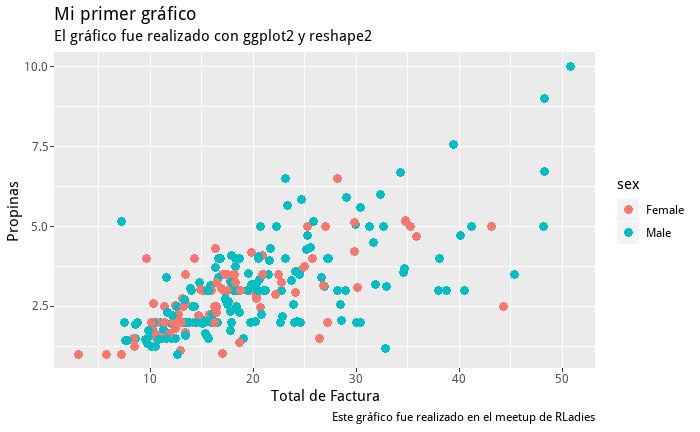 Mi primer gráfico
El gráfico fue realizado con ggplot2 y reshape2
10.0
7.5
5.0
2.5
Propinas
10 20 30 40 50
Total de Factura
sex
Female
Male
Este gráfico fue realizado en el meetup de RLadies